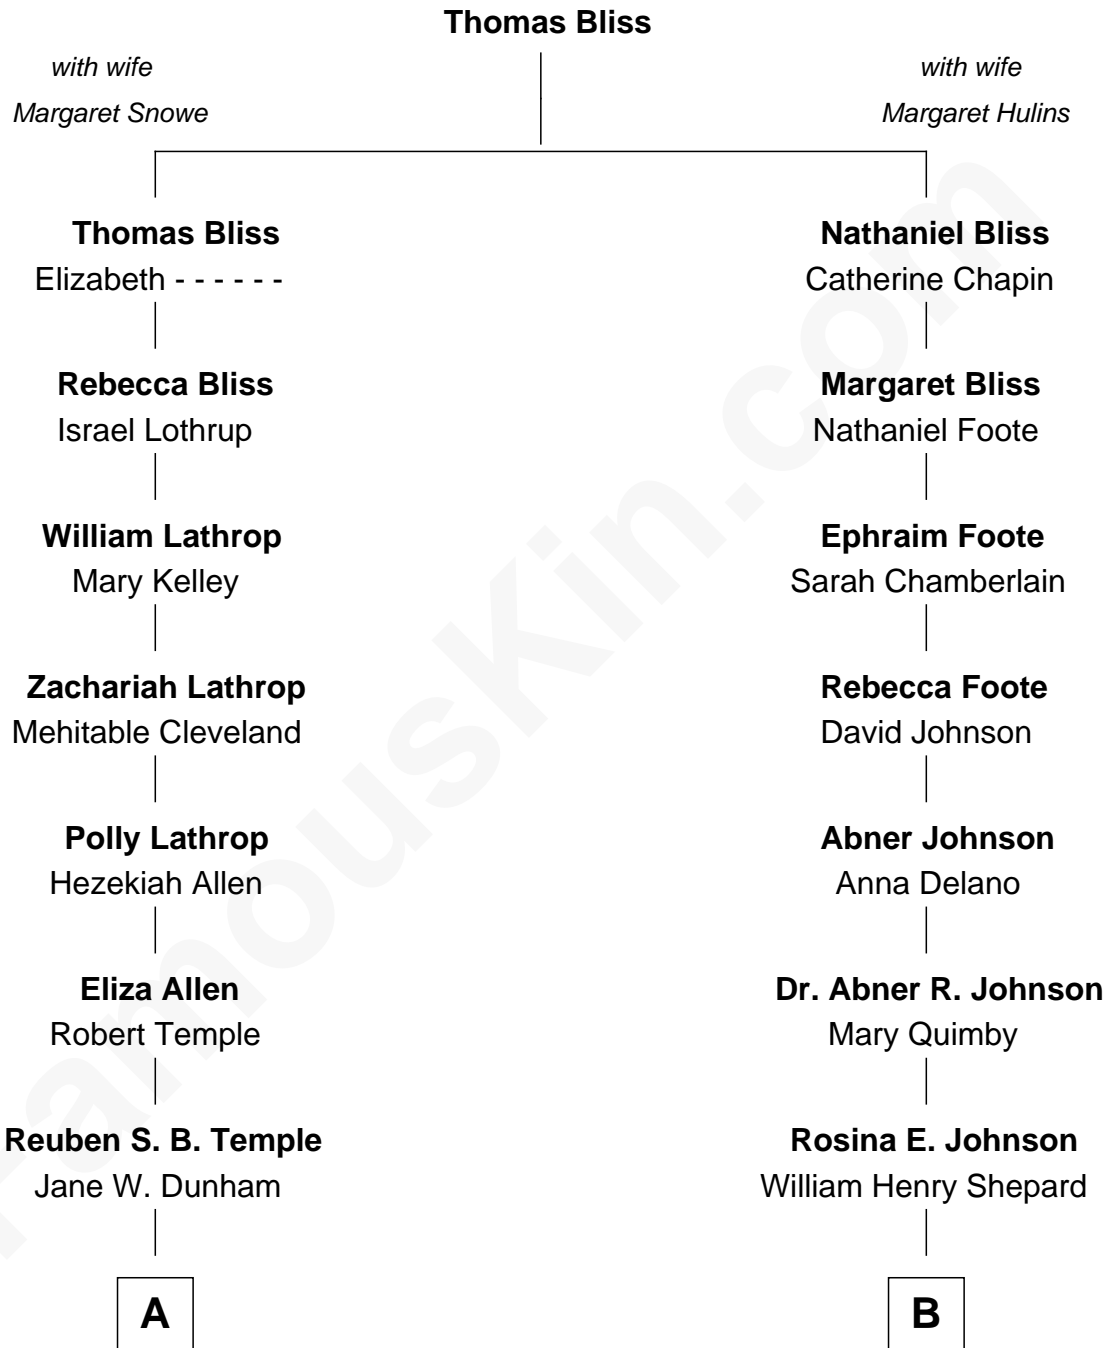 Thomas Bliss
with wife
Margaret Snowe
with wife
Margaret Hulins
Thomas Bliss
Elizabeth - - - - - -
Nathaniel Bliss
Catherine Chapin
Rebecca Bliss
Israel Lothrup
Margaret Bliss
Nathaniel Foote
William Lathrop
Mary Kelley
Ephraim Foote
Sarah Chamberlain
Zachariah Lathrop
Mehitable Cleveland
Rebecca Foote
David Johnson
Polly Lathrop
Hezekiah Allen
Abner Johnson
Anna Delano
Eliza Allen
Robert Temple
Dr. Abner R. Johnson
Mary Quimby
Reuben S. B. Temple
Jane W. Dunham
Rosina E. Johnson
William Henry Shepard
A
B
FamousKin.com